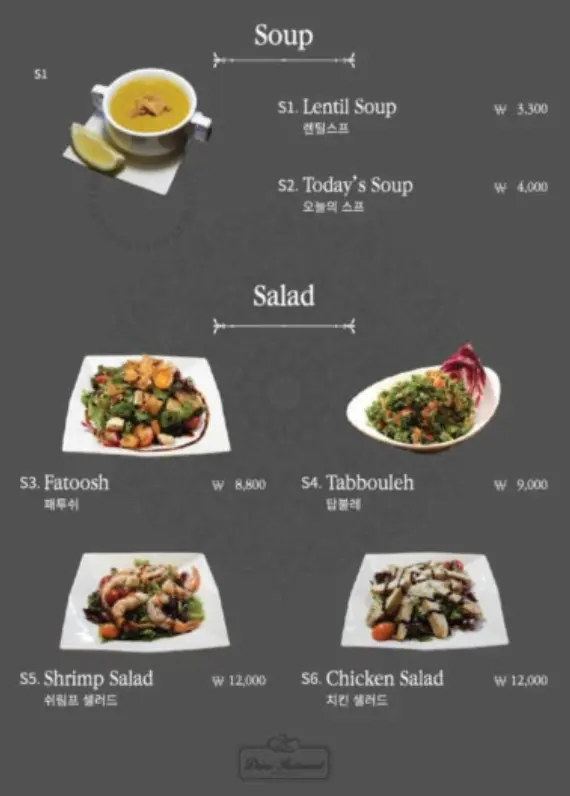 Soup
S1
S1. Lentil Soup ₩ 3,300
렌틸스프
S2. Today's Soup ₩ 4,000
오늘의 스프
Salad
S3. Fatoosh ₩ 8,800
패투쉬
S4. Tabbouleh ₩ 9,000
탑불레
S5. Shrimp Salad ₩ 12,000
쉬림프 샐러드
S6. Chicken Salad ₩ 12,000
치킨 샐러드